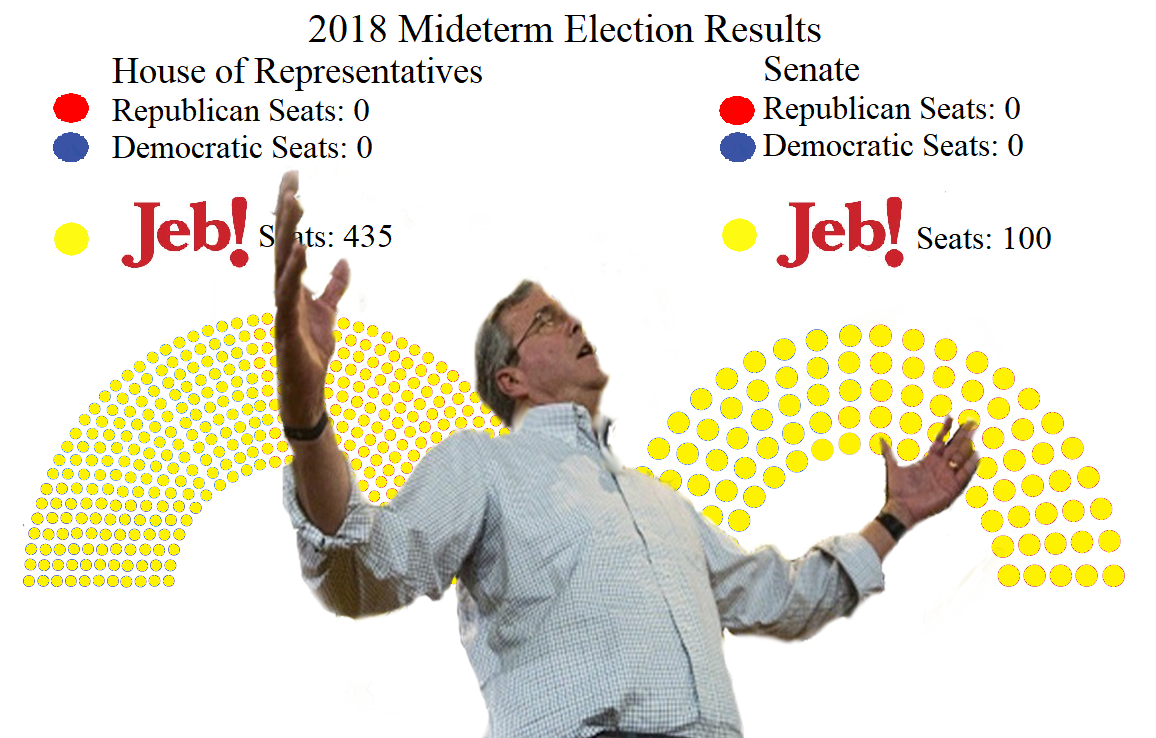 2018 Mideterm Election Results
House of Representatives
Republican Seats: 0
Democratic Seats: 0
Jeb! Seats: 435
Senate
Republican Seats: 0
Democratic Seats: 0
Jeb! Seats: 100